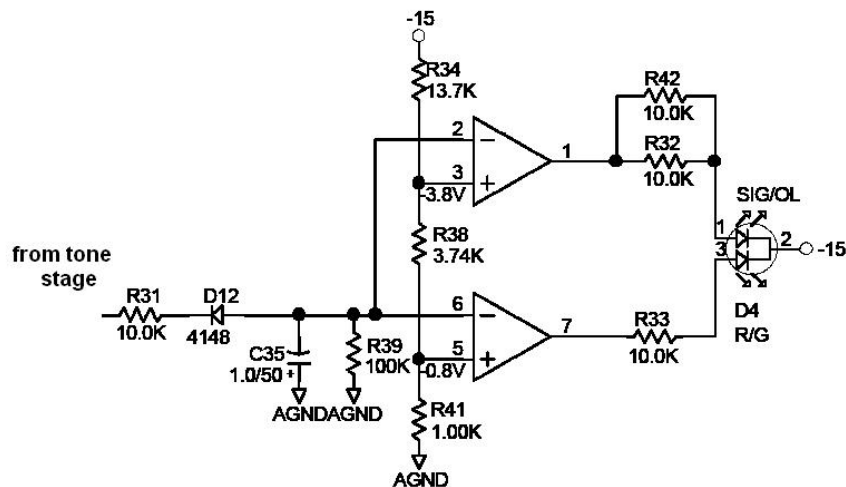 -15
R34
13.7K
R42
10.0K
2
-
1
R32
10.0K
3
+
-3.8V
SIG/OL
R38
3.74K
1
3
2
-15
from tone
stage
R31
10.0K
D12
4148
6
-
7
R33
10.0K
D4
R/G
C35
1.0/50 +
R39
100K
5
+
-0.8V
AGND
AGND
R41
1.00K
AGND